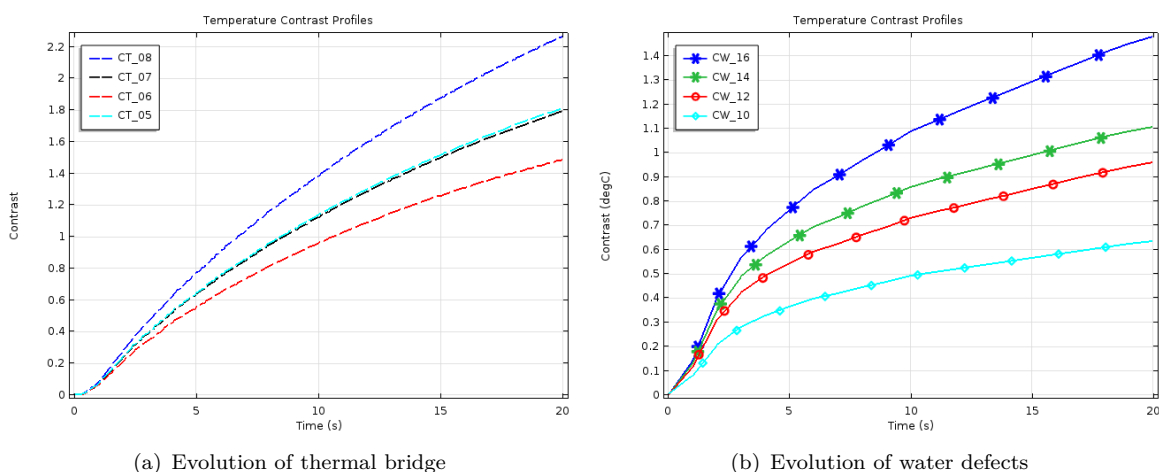 Temperature Contrast Profiles
Contrast
2.2
2
1.8
1.6
1.4
1.2
1
0.8
0.6
0.4
0.2
0
CT_08
CT_07
CT_06
CT_05
0
5
10
15
20
Time (s)
(a) Evolution of thermal bridge
Temperature Contrast Profiles
Contrast (degC)
1.4
1.3
1.2
1.1
1
0.9
0.8
0.7
0.6
0.5
0.4
0.3
0.2
0.1
0
CW_16
CW_14
CW_12
CW_10
0
5
10
15
20
Time (s)
(b) Evolution of water defects